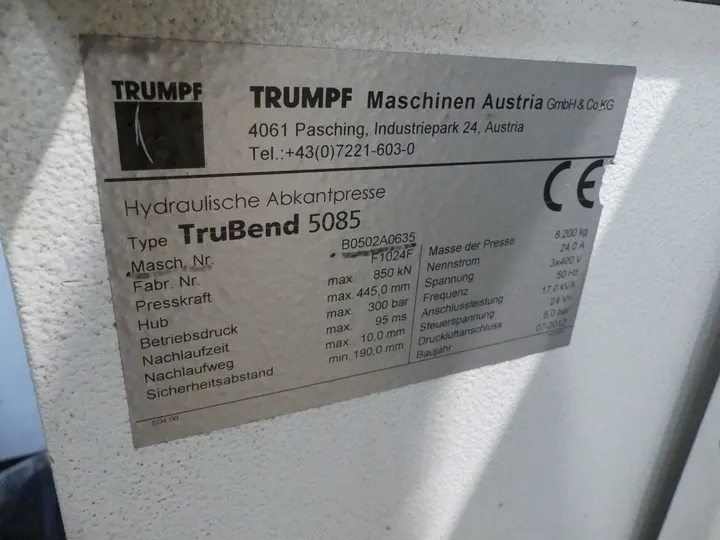 TRUMPF
TRUMPF Maschinen Austria GmbH & Co.KG
4061 Pasching, Industriepark 24, Austria
Tel.:+43(0)7221-603-0
Hydraulische Abkantpresse
CE
Type TruBend 5085
Masch. Nr. B0502A0635
Fabr. Nr. F1024F
Presskraft max. 850 kN
Hub max. 445,0 mm
Betriebsdruck max. 300 bar
Nachlaufzeit max. 95 ms
Nachlaufweg max. 10,0 mm
Sicherheitsabstand min. 190,0 mm
Masse der Presse 8.200 kg
Nennstrom 24,0 A
Spannung 3x400 V
Frequenz 50 Hz
Anschlussleistung 17,0 kVA
Steuerspannung 24 V=
Druckluftanschluss 6,0 bar
Baujahr 07-2012